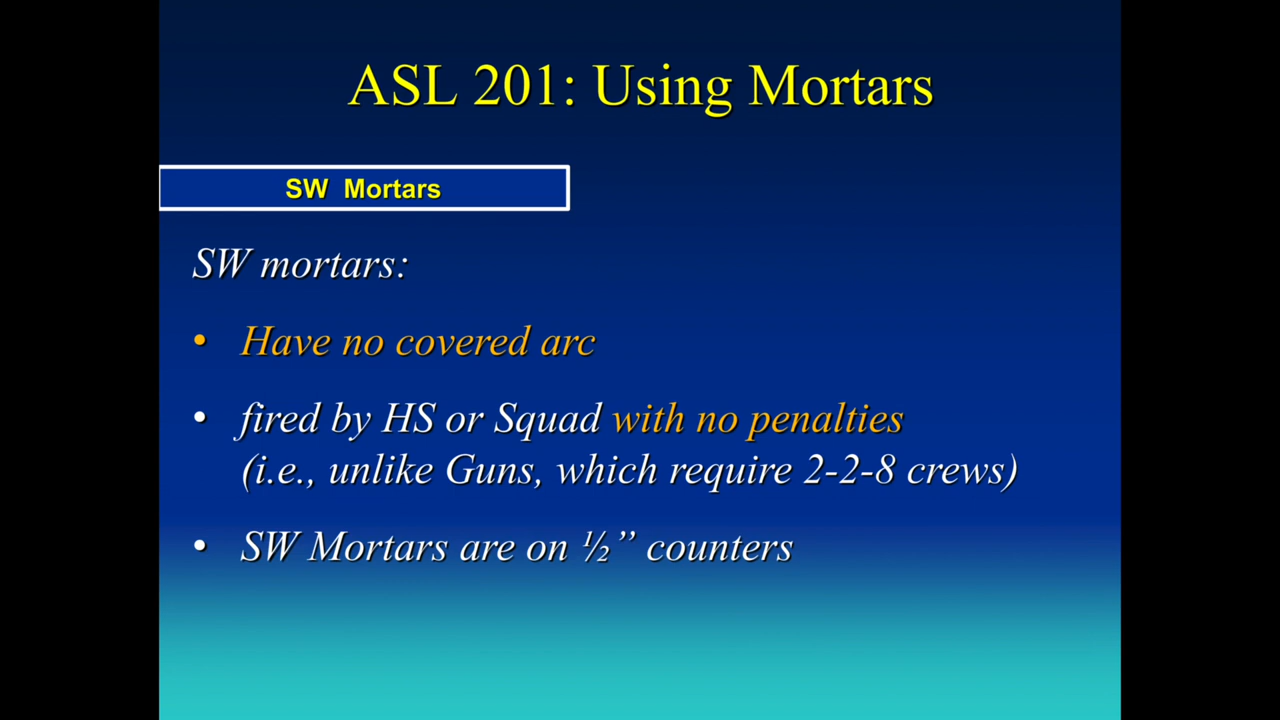 ASL 201: Using Mortars
SW Mortars
SW mortars:
• Have no covered arc
• fired by HS or Squad with no penalties
(i.e., unlike Guns, which require 2-2-8 crews)
• SW Mortars are on ½” counters